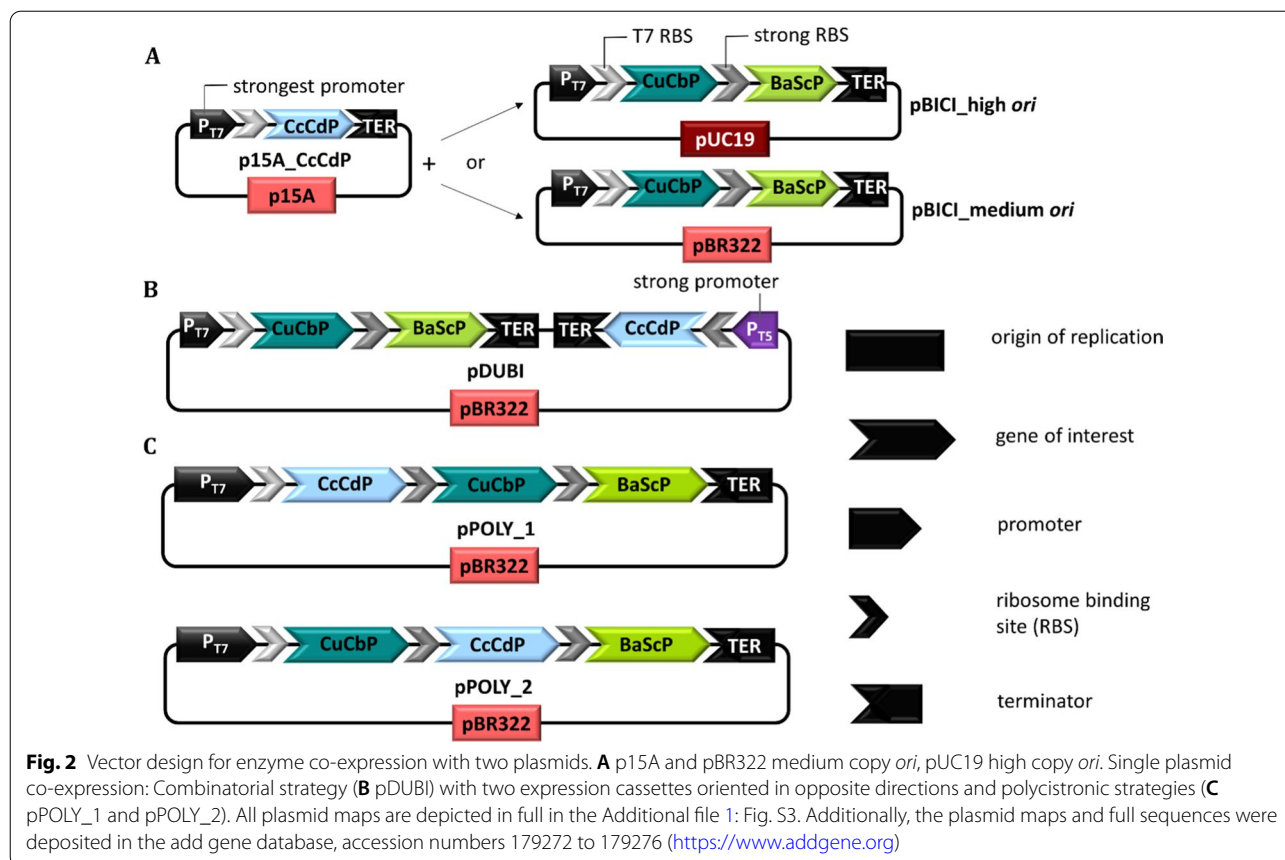 A
strongest promoter
P_T7 CcCdP TER
p15A_CcCdP
p15A
+ or
T7 RBS
strong RBS
P_T7 CuCbP BaScP TER
pBICI_high ori
pUC19
P_T7 CuCbP BaScP TER
pBICI_medium ori
pBR322
B
strong promoter
P_T7 CuCbP BaScP TER TER CcCdP P_T5
pDUBI
pBR322
C
P_T7 CcCdP CuCbP BaScP TER
pPOLY_1
pBR322
P_T7 CuCbP CcCdP BaScP TER
pPOLY_2
pBR322
origin of replication
gene of interest
promoter
ribosome binding
site (RBS)
terminator
Fig. 2 Vector design for enzyme co-expression with two plasmids. A p15A and pBR322 medium copy ori, pUC19 high copy ori. Single plasmid
co-expression: Combinatorial strategy (B pDUBI) with two expression cassettes oriented in opposite directions and polycistronic strategies (C
pPOLY_1 and pPOLY_2). All plasmid maps are depicted in full in the Additional file 1: Fig. S3. Additionally, the plasmid maps and full sequences were
deposited in the add gene database, accession numbers 179272 to 179276 (https://www.addgene.org)